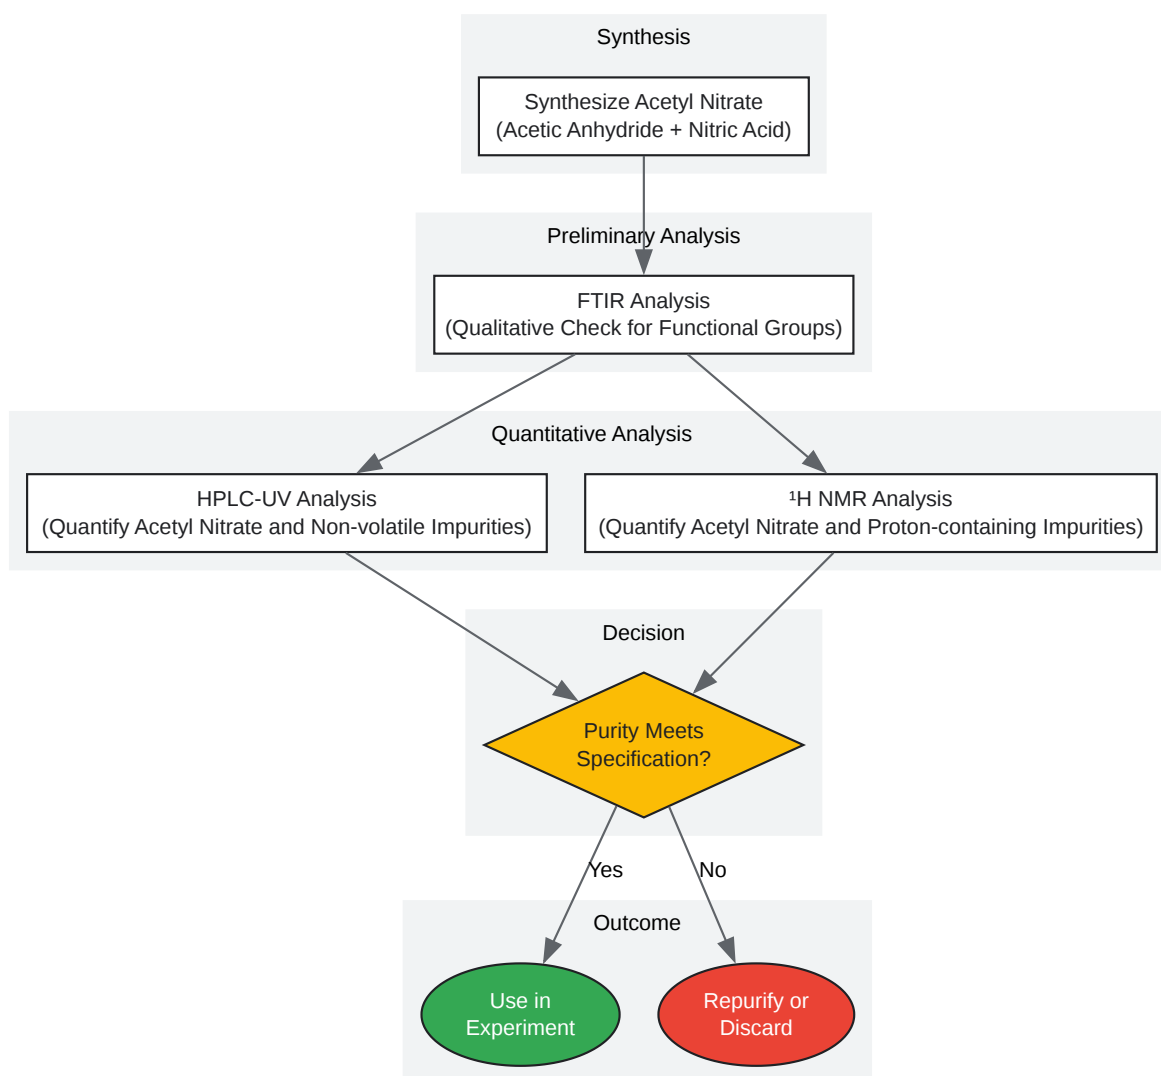 Synthesis
Synthesize Acetyl Nitrate
(Acetic Anhydride + Nitric Acid)
Preliminary Analysis
FTIR Analysis
(Qualitative Check for Functional Groups)
Quantitative Analysis
HPLC-UV Analysis
(Quantify Acetyl Nitrate and Non-volatile Impurities)
¹H NMR Analysis
(Quantify Acetyl Nitrate and Proton-containing Impurities)
Decision
Purity Meets
Specification?
Yes
No
Outcome
Use in
Experiment
Repurify or
Discard